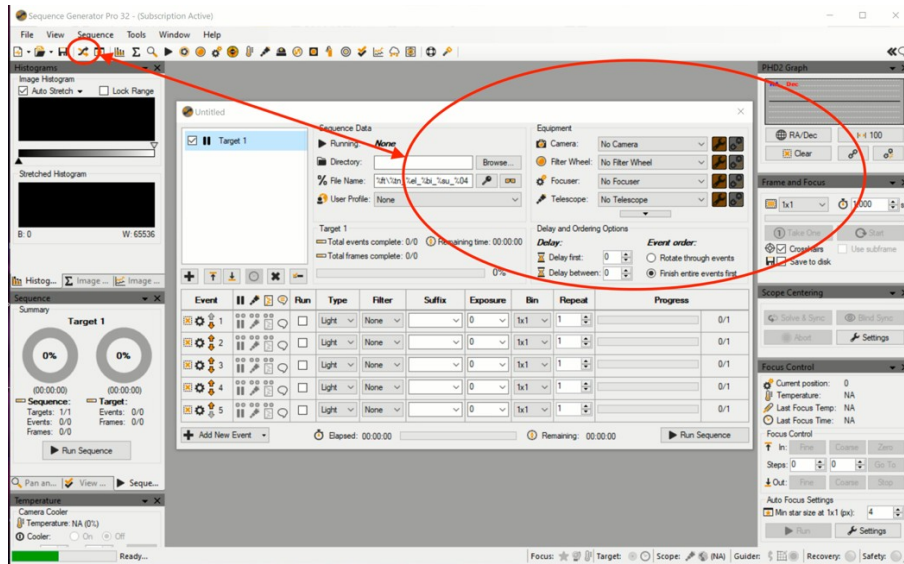 Sequence Generator Pro 32 - (Subscription Active)
File View Sequence Tools Window Help
Histograms
Image Histogram
Auto Stretch
Lock Range
Stretched Histogram
B: 0
W: 65536
Histog...
Image ...
Image ...
Sequence
Summary
Target 1
0%
0%
(00:00:00)
(00:00:00)
Sequence:
Target:
Targets: 1/1
Events: 0/0
Events: 0/0
Frames: 0/0
Frames: 0/0
Run Sequence
Pan an...
View ...
Seque...
Temperature
Camera Cooler
Temperature: NA (0%)
Cooler: On Off
Ready...
Untitled
Target 1
Sequence Data
Running: None
Directory:
Browse...
File Name:
User Profile: None
Equipment
Camera: No Camera
Filter Wheel: No Filter Wheel
Focuser: No Focuser
Telescope: No Telescope
Target 1
Total events complete: 0/0
Remaining time: 00:00:00
Total frames complete: 0/0
0%
Delay and Ordering Options
Delay:
Event order:
Delay first: 0
Rotate through events
Delay between: 0
Finish entire events first
Event Run Type Filter Suffix Exposure Bin Repeat Progress
1 Light None 0 1x1 1 0/1
2 Light None 0 1x1 1 0/1
3 Light None 0 1x1 1 0/1
4 Light None 0 1x1 1 0/1
5 Light None 0 1x1 1 0/1
Add New Event
Elapsed: 00:00:00
Remaining: 00:00:00
Run Sequence
PHD2 Graph
Dec
RA/Dec
100
Clear
Frame and Focus
1x1
s
Take One
Start
Crosshairs
Use subframe
Save to disk
Scope Centering
Solve & Sync
Blind Sync
Abort
Settings
Focus Control
Current position: 0
Temperature: NA
Last Focus Temp: NA
Last Focus Time: NA
Focus Control
In: Fine Coarse Zero
Steps: 0 0 Go To
Out: Fine Coarse Stop
Auto Focus Settings
Min star size at 1x1 (px): 4
Run
Settings
Focus:
Target:
Scope: (NA)
Guider:
Recovery:
Safety: